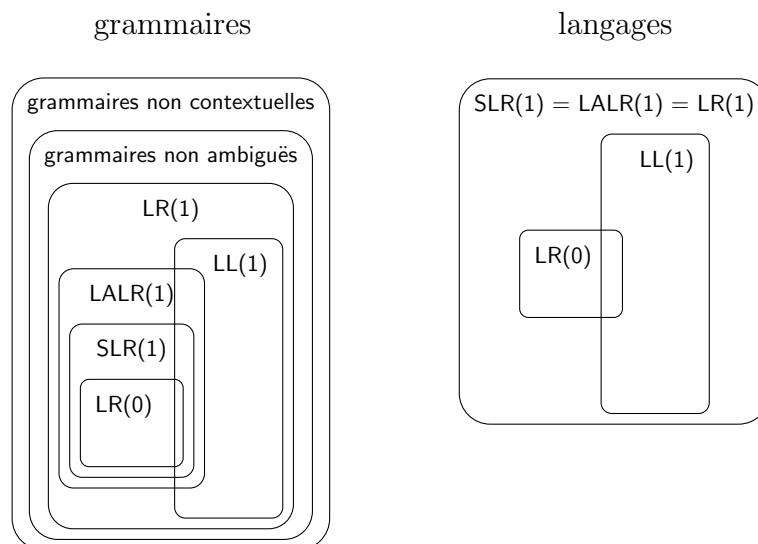 grammaires
grammaires non contextuelles
grammaires non ambiguës
LR(1)
LL(1)
LALR(1)
SLR(1)
LR(0)
langages
SLR(1) = LALR(1) = LR(1)
LL(1)
LR(0)